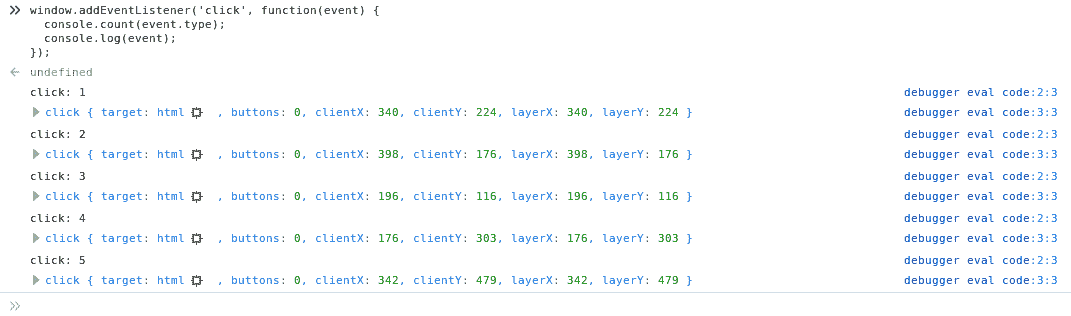 window.addEventListener('click', function(event) {
console.count(event.type);
console.log(event);
});
undefined
click: 1 debugger eval code:2:3
click { target: html , buttons: 0, clientX: 340, clientY: 224, layerX: 340, layerY: 224 } debugger eval code:3:3
click: 2 debugger eval code:2:3
click { target: html , buttons: 0, clientX: 398, clientY: 176, layerX: 398, layerY: 176 } debugger eval code:3:3
click: 3 debugger eval code:2:3
click { target: html , buttons: 0, clientX: 196, clientY: 116, layerX: 196, layerY: 116 } debugger eval code:3:3
click: 4 debugger eval code:2:3
click { target: html , buttons: 0, clientX: 176, clientY: 303, layerX: 176, layerY: 303 } debugger eval code:3:3
click: 5 debugger eval code:2:3
click { target: html , buttons: 0, clientX: 342, clientY: 479, layerX: 342, layerY: 479 } debugger eval code:3:3